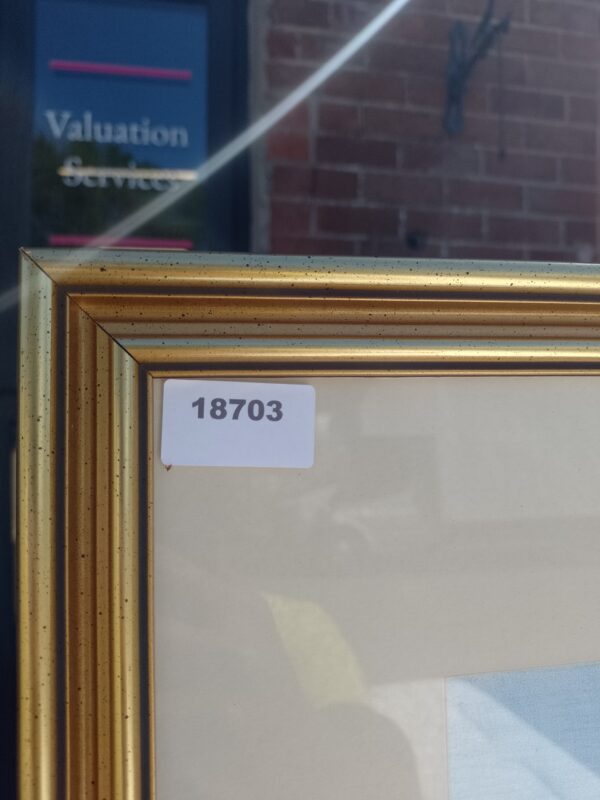 Valuation
Services
18703